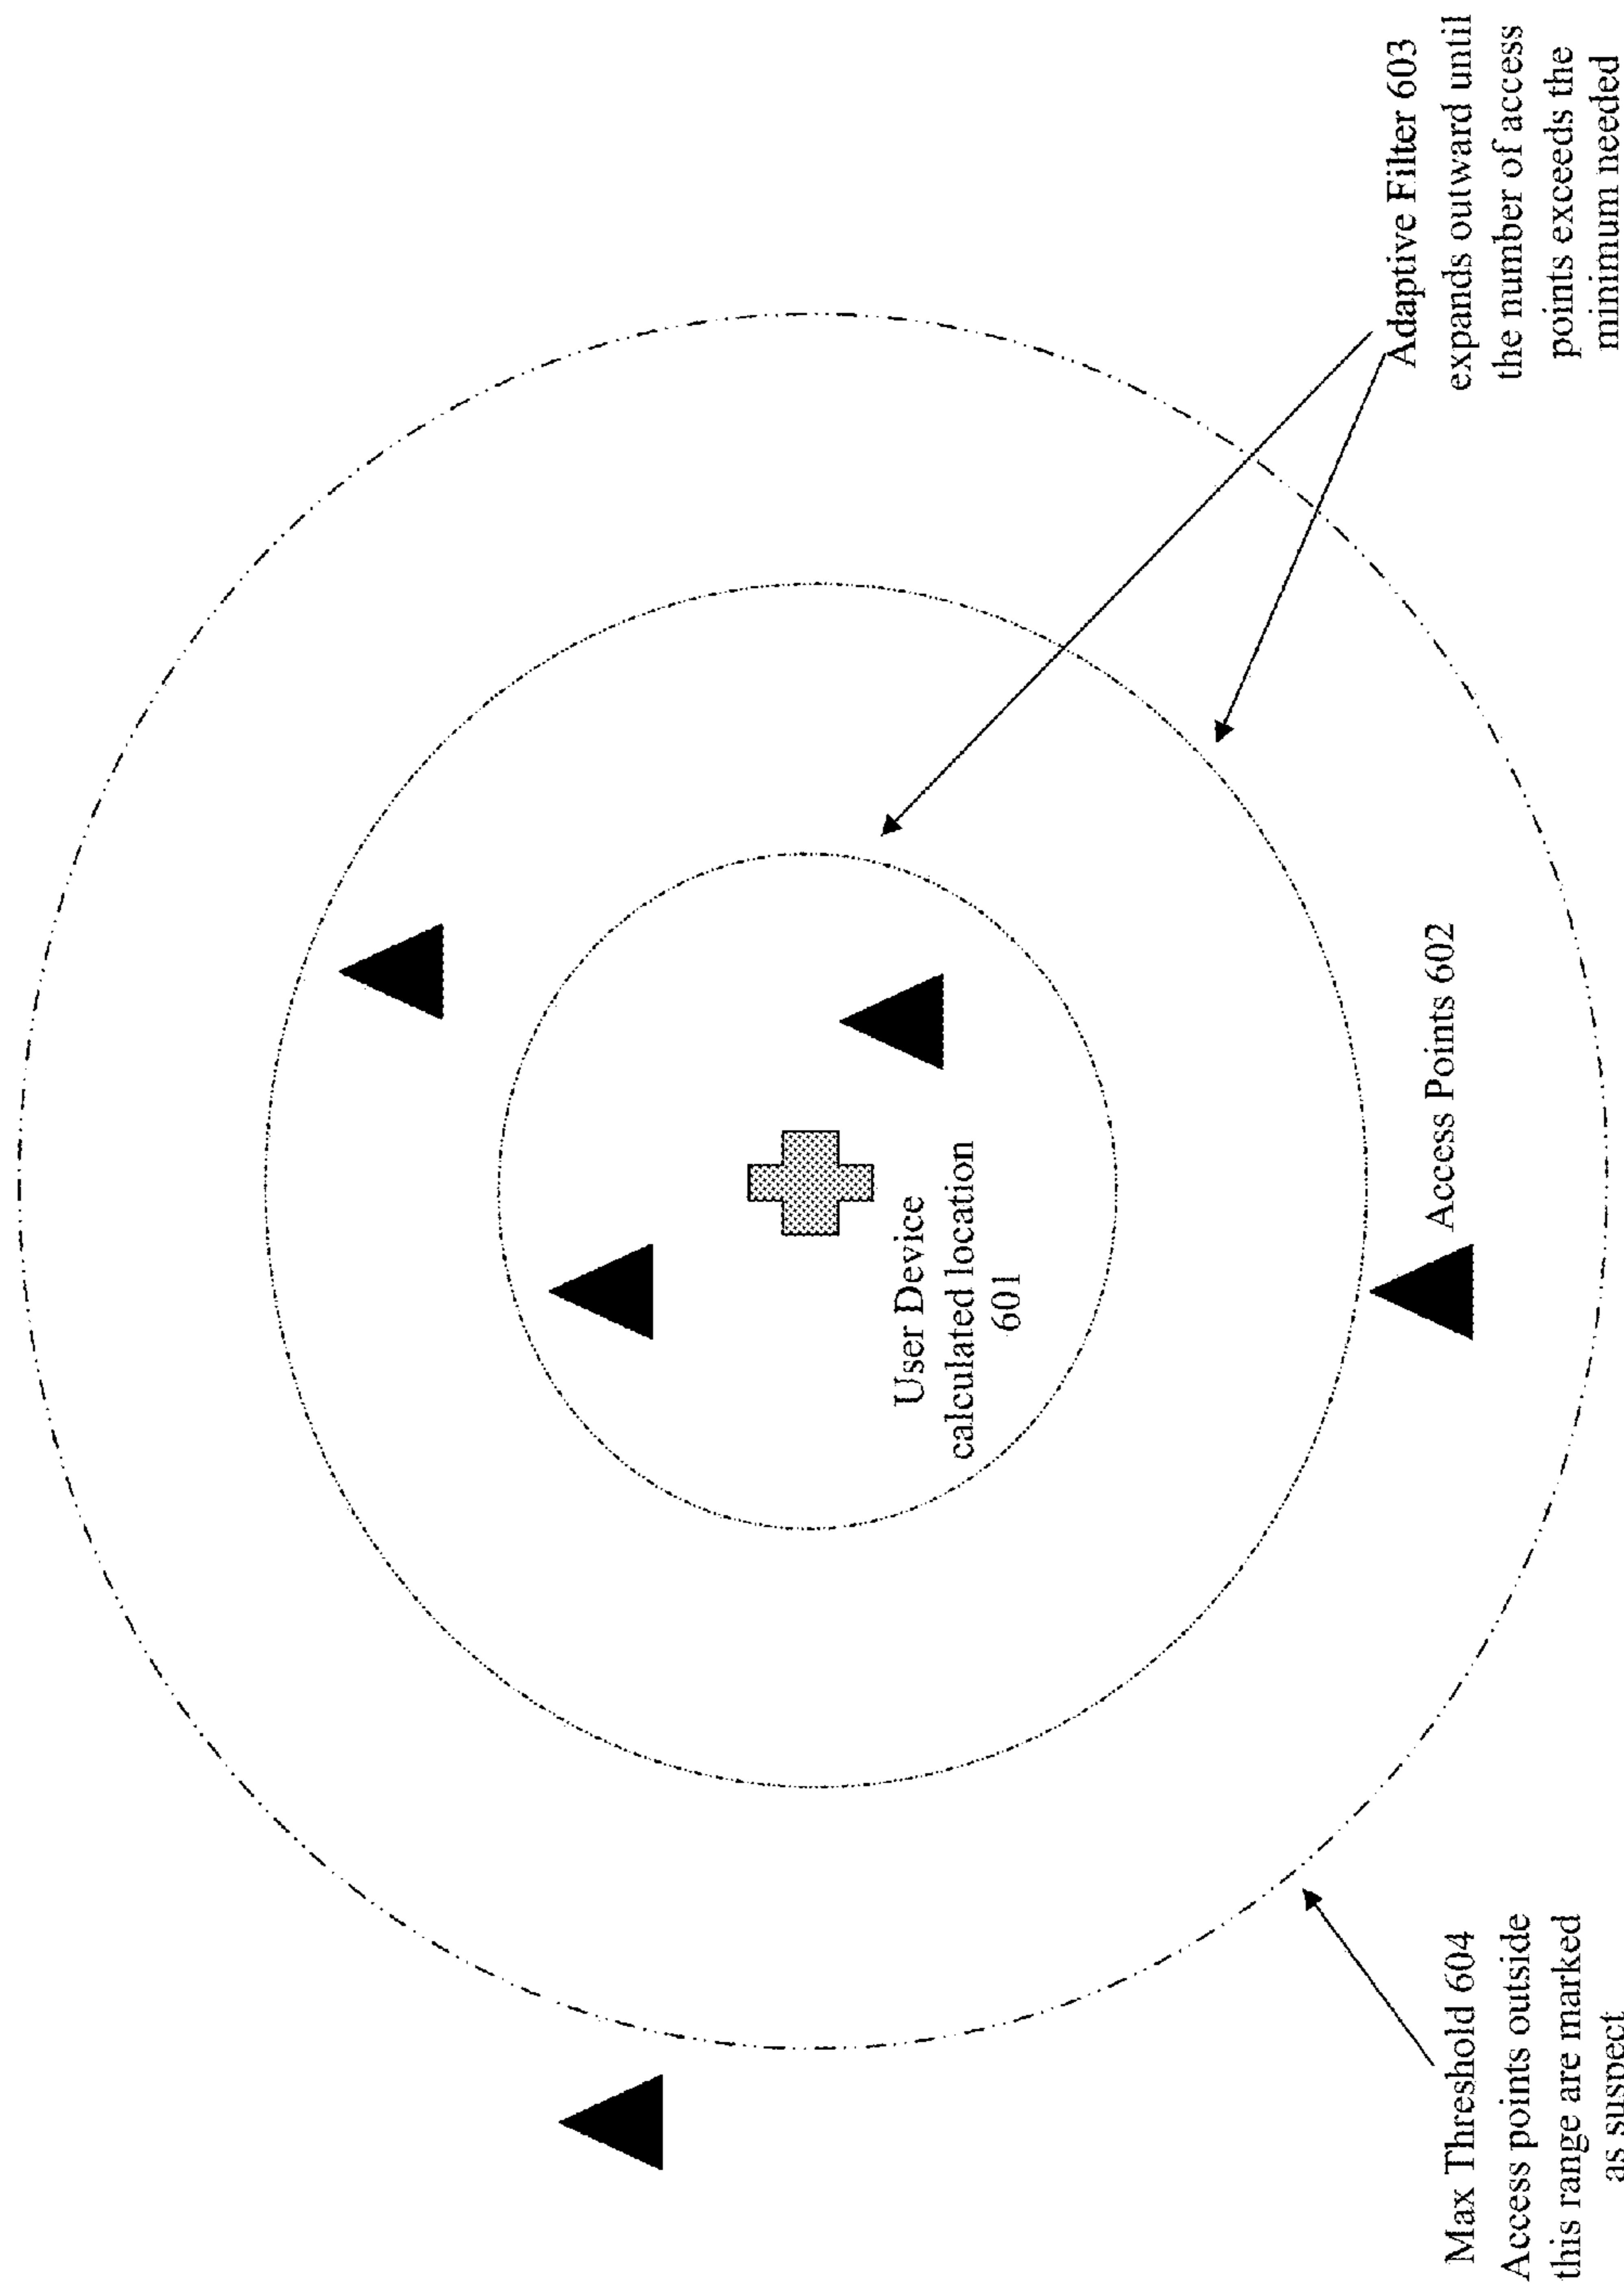 User Device
calculated location
601
Access Points 602
Max Threshold 604
Access points outside
this range are marked
as suspect
Adaptive Filter 603
expands outward until
the number of access
points exceeds the
minimum needed